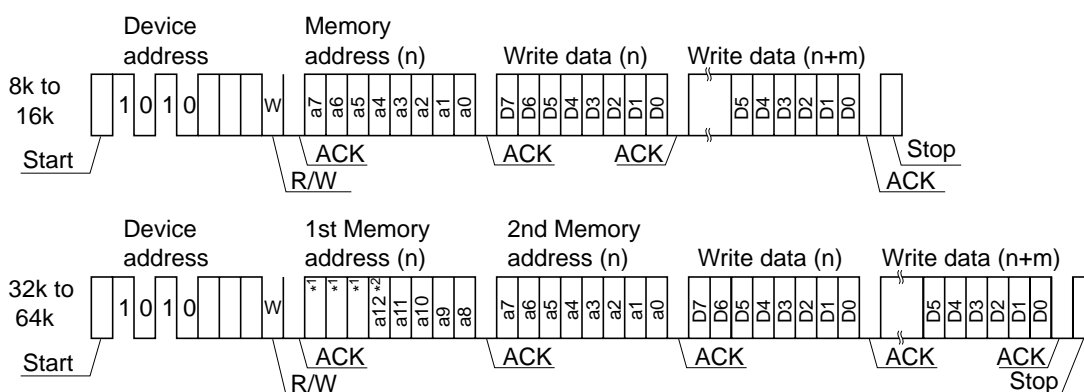 Device address
Memory address (n)
Write data (n)
Write data (n+m)
8k to 16k
1 0 1 0 W
a7 a6 a5 a4 a3 a2 a1 a0
D7 D6 D5 D4 D3 D2 D1 D0
D5 D4 D3 D2 D1 D0
Start
R/W
ACK
ACK
ACK
ACK
Stop
Device address
1st Memory address (n)
2nd Memory address (n)
Write data (n)
Write data (n+m)
32k to 64k
1 0 1 0 W
*1 *1 *1 a12 *2 a11 a10 a9 a8
a7 a6 a5 a4 a3 a2 a1 a0
D7 D6 D5 D4 D3 D2 D1 D0
D5 D4 D3 D2 D1 D0
Start
R/W
ACK
ACK
ACK
ACK
ACK
Stop